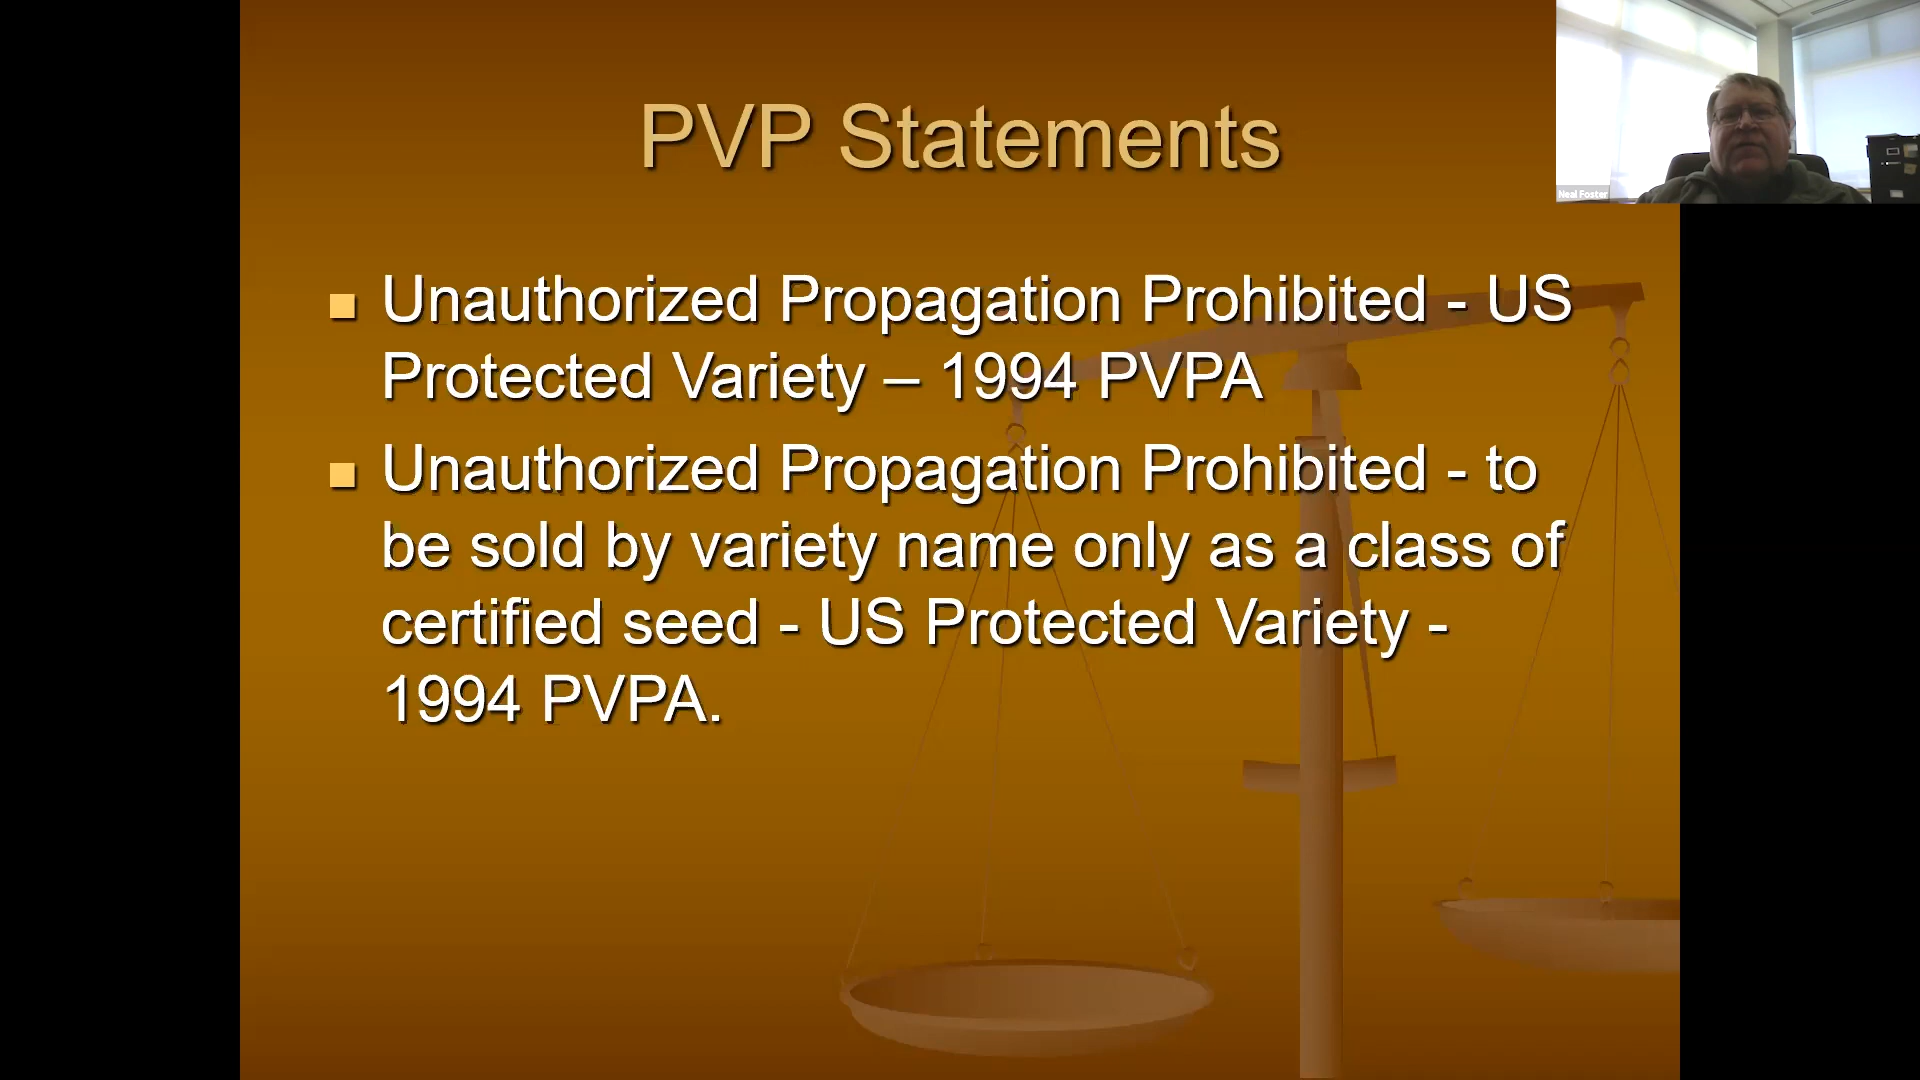 PVP Statements
Unauthorized Propagation Prohibited - US
Protected Variety – 1994 PVPA
Unauthorized Propagation Prohibited - to
be sold by variety name only as a class of
certified seed - US Protected Variety -
1994 PVPA.
Neal Foster